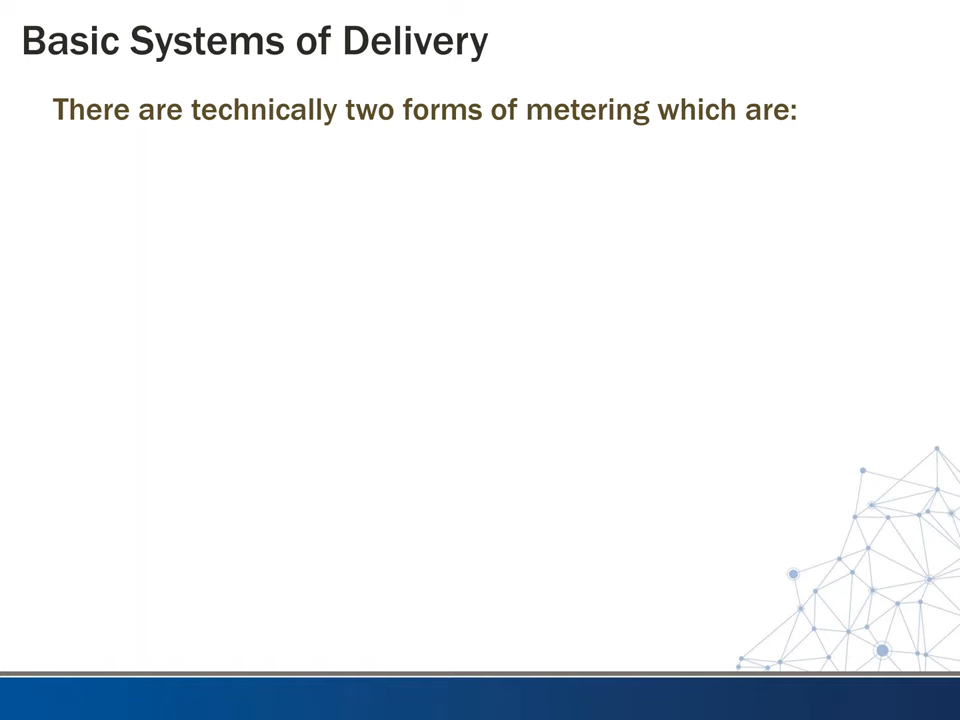 Basic Systems of Delivery
There are technically two forms of metering which are: